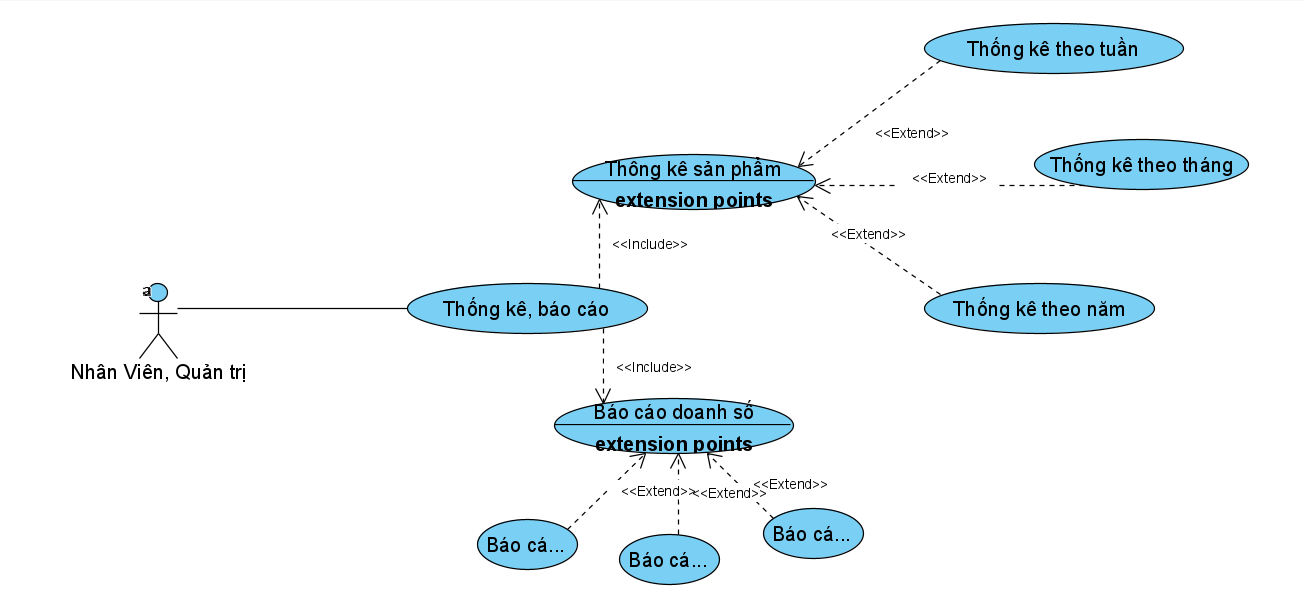 Thống kê theo tuần
<<Extend>>
Thông kê sản phẩm
extension points
Thống kê theo tháng
<<Extend>>
<<Extend>>
<<Include>>
a
Thống kê, báo cáo
Thống kê theo năm
Nhân Viên, Quản trị
<<Include>>
Báo cáo doanh số
extension points
<<Extend>>
<<Extend>>
<<Extend>>
Báo cá...
Báo cá...
Báo cá...